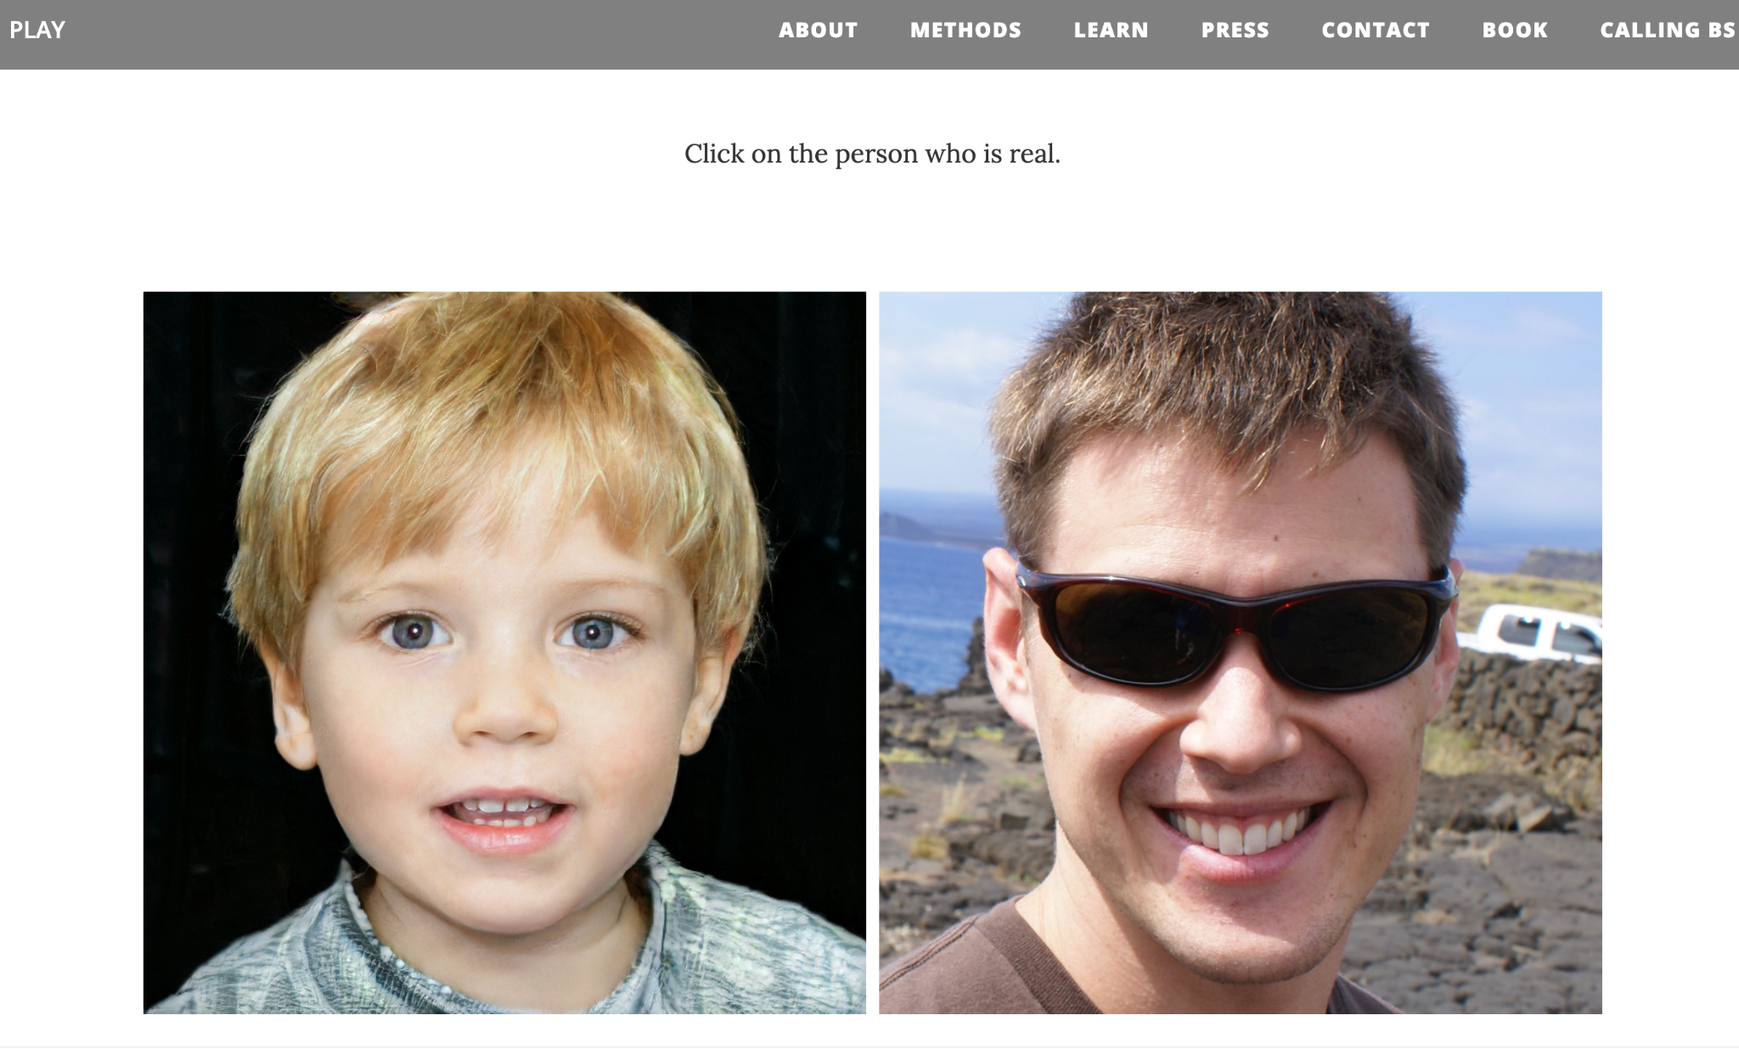 PLAY ABOUT METHODS LEARN PRESS CONTACT BOOK CALLING BS
Click on the person who is real.